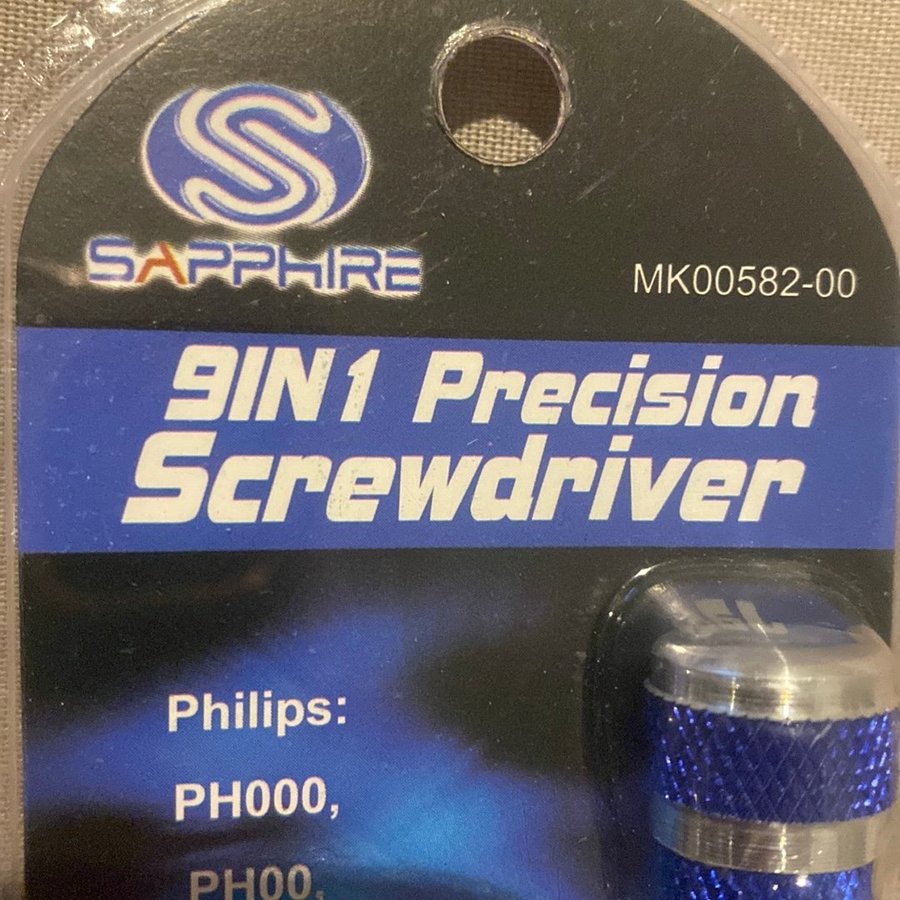 SAPPHIRE
MK00582-00
9IN1 Precision
Screwdriver
Philips:
PH000,
PH00,